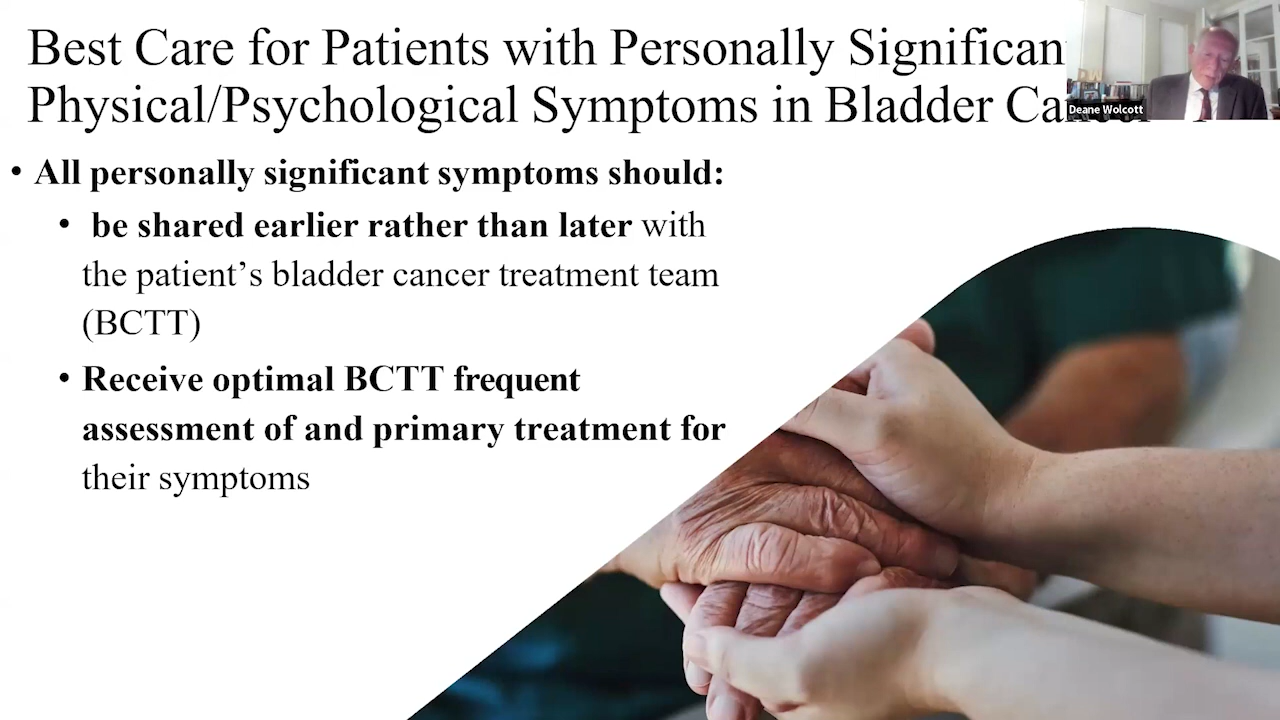 Best Care for Patients with Personally Significan
Physical/Psychological Symptoms in Bladder
Deane Wolcott
• All personally significant symptoms should:
• be shared earlier rather than later with
the patient’s bladder cancer treatment team
(BCTT)
• Receive optimal BCTT frequent
assessment of and primary treatment for
their symptoms